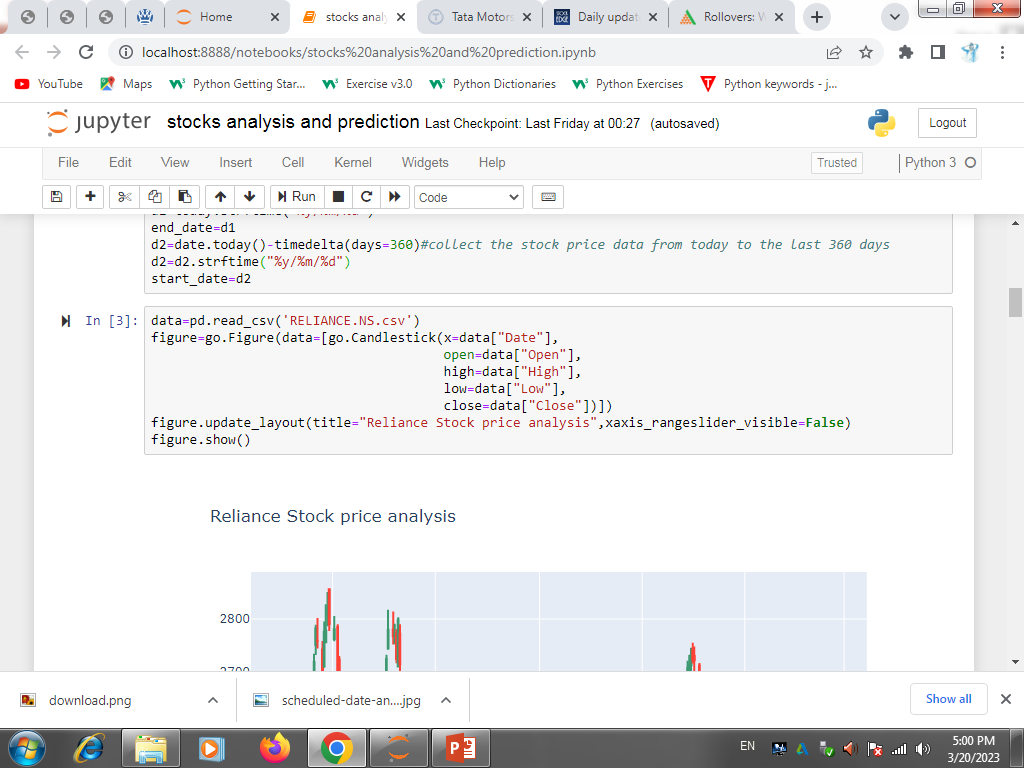 Home
stocks analy
Tata Motors
Daily updat
Rollovers: W
localhost:8888/notebooks/stocks%20analysis%20and%20prediction.ipynb
YouTube
Maps
Python Getting Star...
Exercise v3.0
Python Dictionaries
Python Exercises
Python keywords - j...
jupyter stocks analysis and prediction Last Checkpoint: Last Friday at 00:27 (autosaved)
Logout
File Edit View Insert Cell Kernel Widgets Help
Trusted
Python 3
Run
Code
end_date=d1
d2=date.today()-timedelta(days=360)#collect the stock price data from today to the last 360 days
d2=d2.strftime("%y/%m/%d")
start_date=d2
In [3]:
data=pd.read_csv('RELIANCE.NS.csv')
figure=go.Figure(data=[go.Candlestick(x=data["Date"],
open=data["Open"],
high=data["High"],
low=data["Low"],
close=data["Close"])])
figure.update_layout(title="Reliance Stock price analysis",xaxis_rangeslider_visible=False)
figure.show()
Reliance Stock price analysis
2800
2700
download.png
scheduled-date-an....jpg
Show all
EN
5:00 PM
3/20/2023